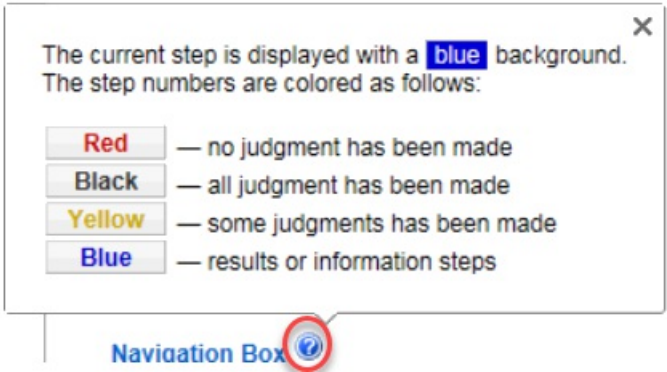 The current step is displayed with a blue background.
The step numbers are colored as follows:
Red — no judgment has been made
Black — all judgment has been made
Yellow — some judgments has been made
Blue — results or information steps
Navigation Box ?